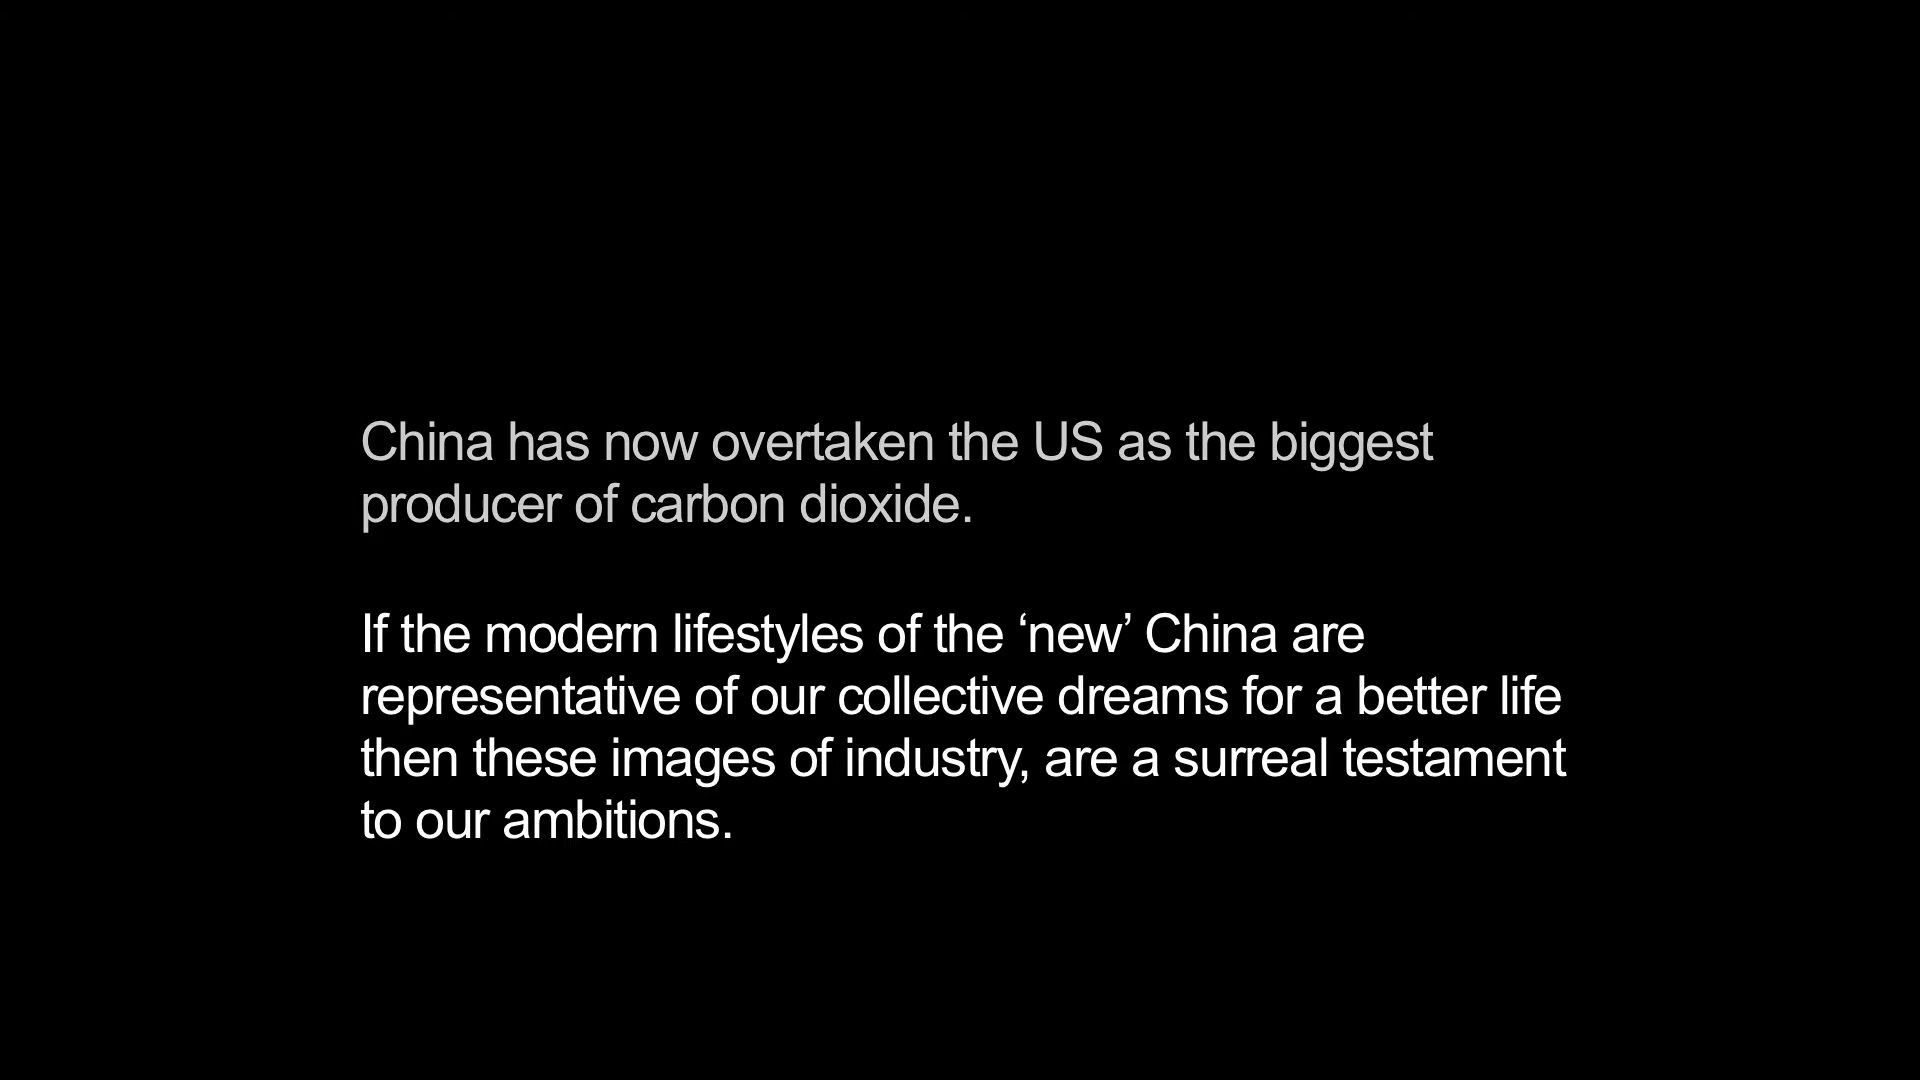 China has now overtaken the US as the biggest
producer of carbon dioxide.
If the modern lifestyles of the ‘new’ China are
representative of our collective dreams for a better life
then these images of industry, are a surreal testament
to our ambitions.